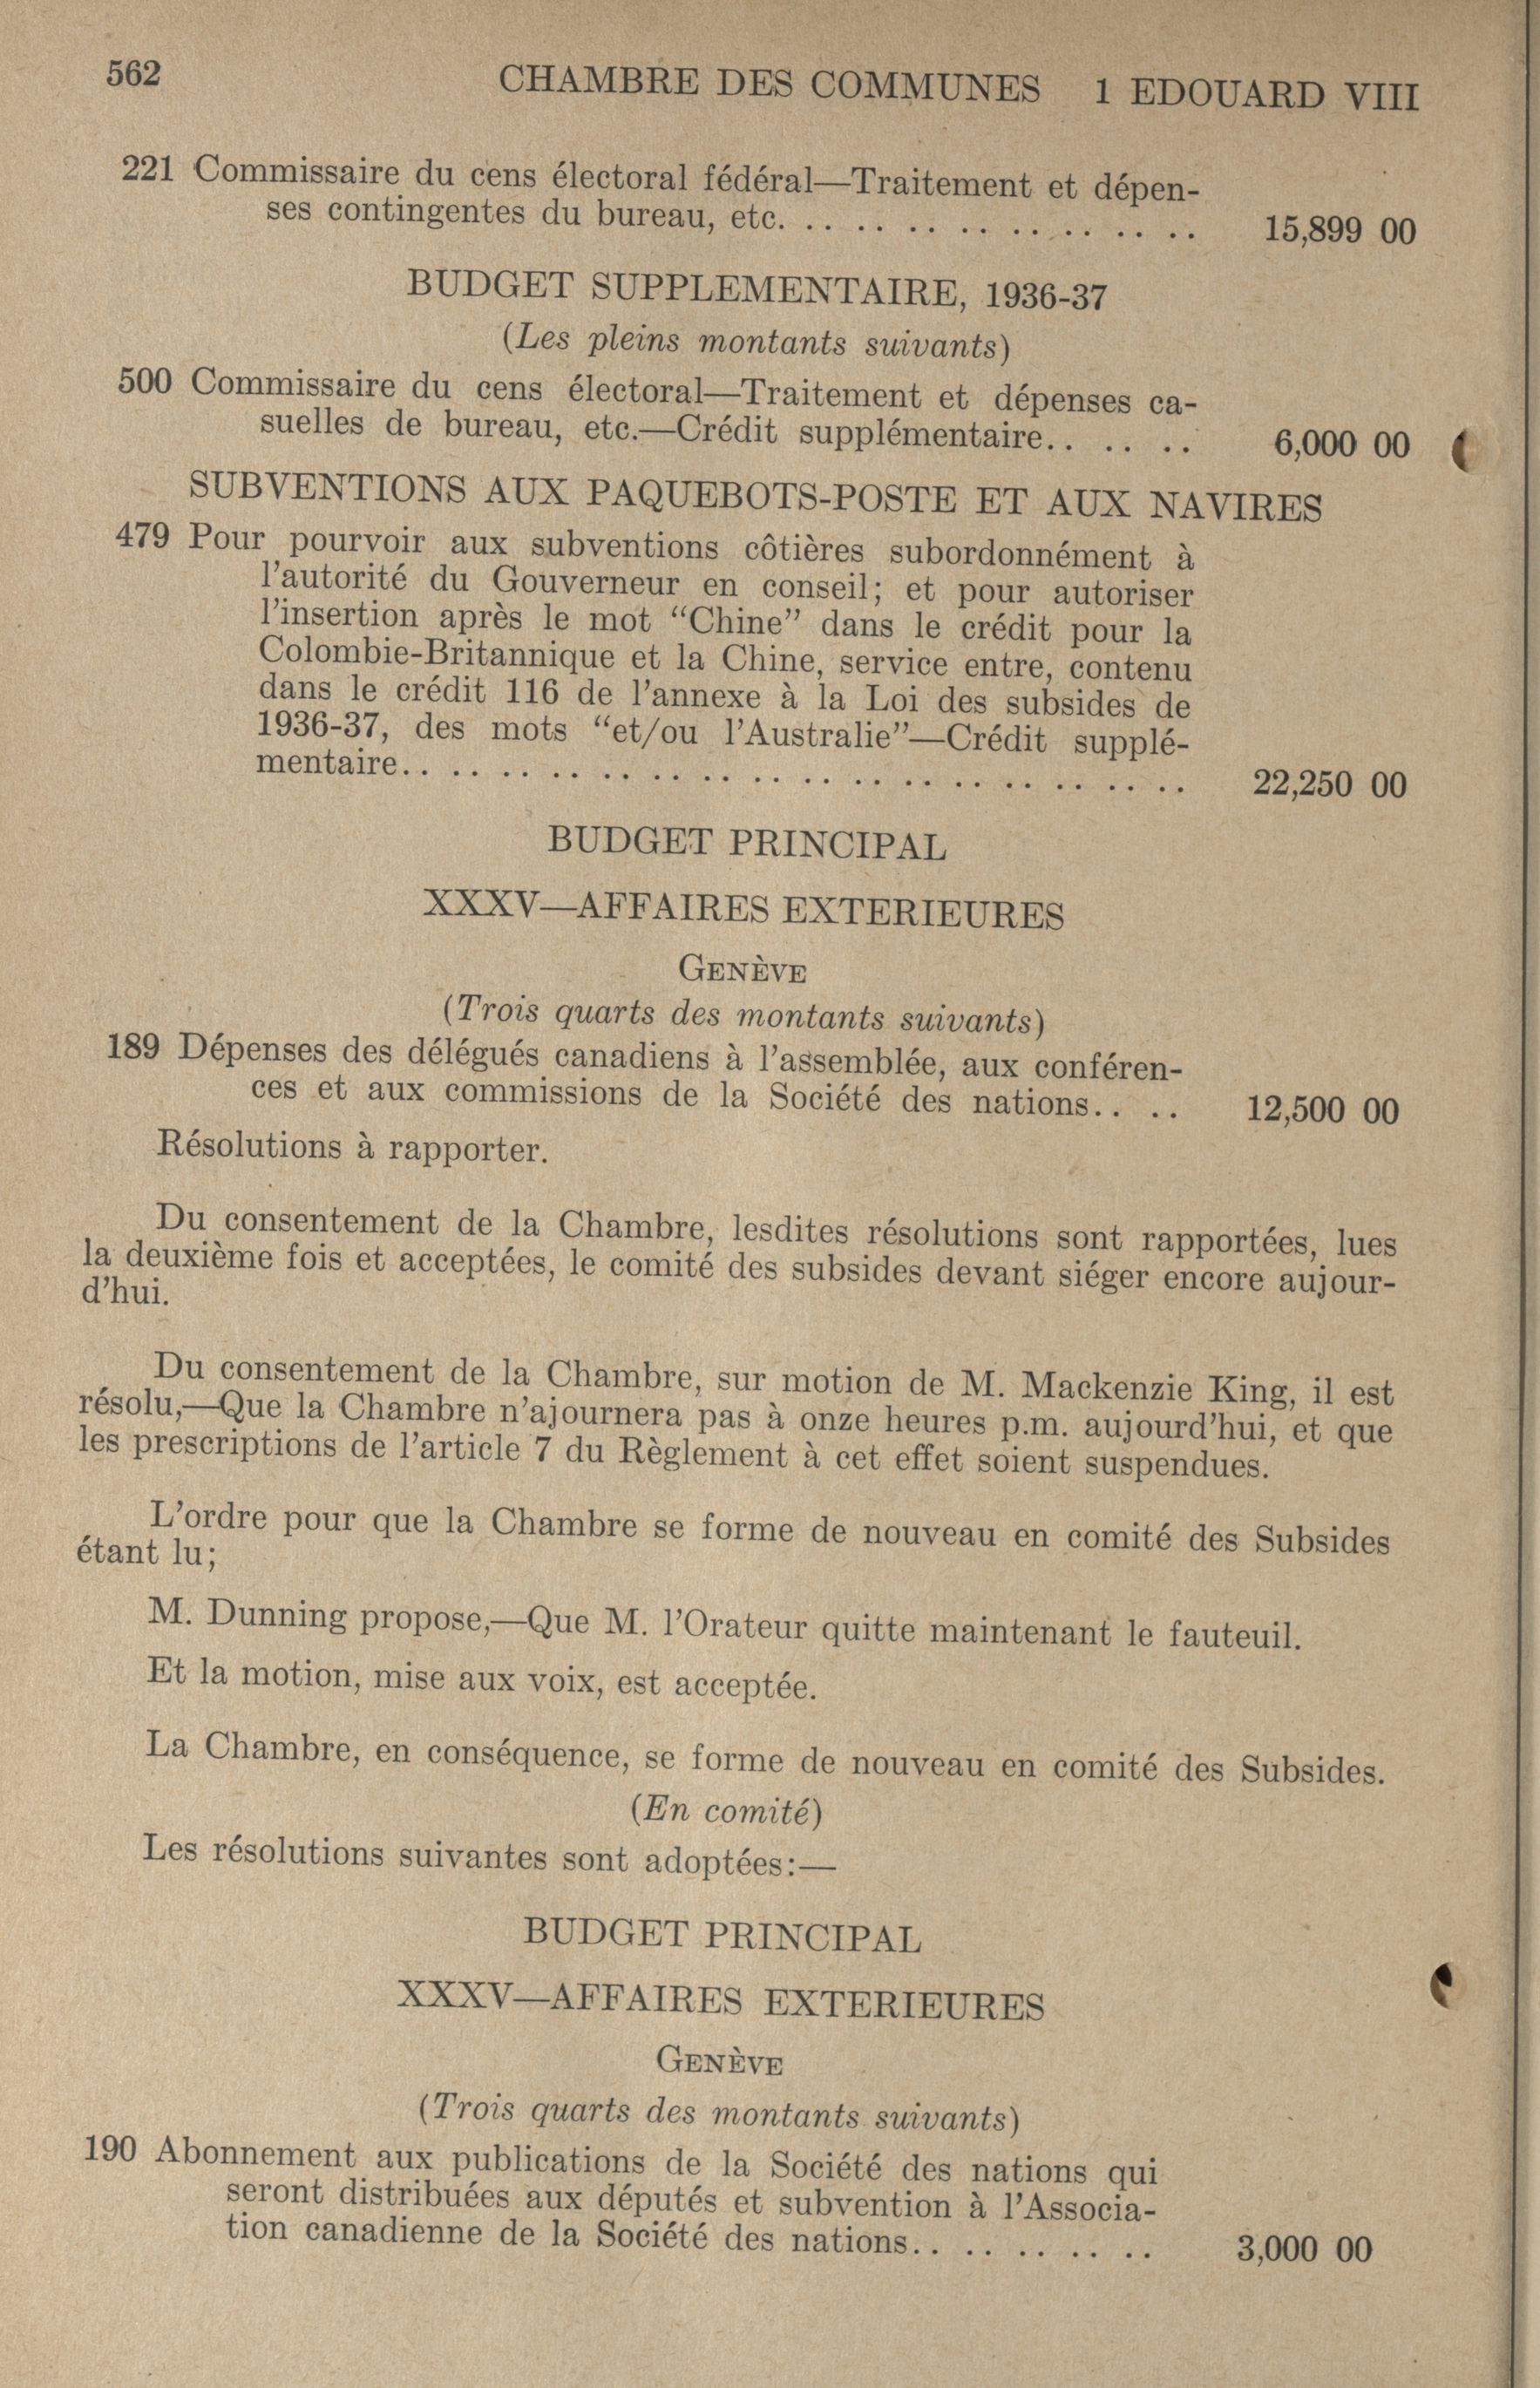 562 CHAMBRE DES COMMUNES 1 EDOUARD VIII
221 Commissaire du cens électoral fédéral—Traitement et dépen-
ses contingentes du bureau, etc. .. .. .. .. .. .. .. .. 15,899 00
BUDGET SUPPLEMENTAIRE, 1936-37
(Les pleins montants suivants)
500 Commissaire du cens électoral—Traitement et dépenses ca-
suelles de bureau, etc.—Crédit supplémentaire. . .. .. 6,000 00
SUBVENTIONS AUX PAQUEBOTS-POSTE ET AUX NAVIRES
479 Pour pourvoir aux subventions côtières subordonnément à
l'autorité du Gouverneur en conseil; et pour autoriser
l'insertion après le mot "Chine" dans le crédit pour la
Colombie-Britannique et la Chine, service entre, contenu
dans le crédit 116 de l'annexe à la Loi des subsides de
1936-37, des mots "et/ou l'Australie"—Crédit supplé-
mentaire. . .. .. .. .. .. .. .. .. .. .. .. .. .. .. .. 22,250 00
BUDGET PRINCIPAL
XXXV—AFFAIRES EXTERIEURES
GENÈVE
(Trois quarts des montants suivants)
189 Dépenses des délégués canadiens à l'assemblée, aux conféren-
ces et aux commissions de la Société des nations. . .. 12,500 00
Résolutions à rapporter.
Du consentement de la Chambre, lesdites résolutions sont rapportées, lues
la deuxième fois et acceptées, le comité des subsides devant siéger encore aujour-
d'hui.
Du consentement de la Chambre, sur motion de M. Mackenzie King, il est
résolu,—Que la Chambre n'ajournera pas à onze heures p.m. aujourd'hui, et que
les prescriptions de l'article 7 du Règlement à cet effet soient suspendues.
L'ordre pour que la Chambre se forme de nouveau en comité des Subsides
étant lu;
M. Dunning propose,—Que M. l'Orateur quitte maintenant le fauteuil.
Et la motion, mise aux voix, est acceptée.
La Chambre, en conséquence, se forme de nouveau en comité des Subsides.
(En comité)
Les résolutions suivantes sont adoptées:—
BUDGET PRINCIPAL
XXXV—AFFAIRES EXTERIEURES
GENÈVE
(Trois quarts des montants suivants)
190 Abonnement aux publications de la Société des nations qui
seront distribuées aux députés et subvention à l'Associa-
tion canadienne de la Société des nations. . .. .. .. .. 3,000 00